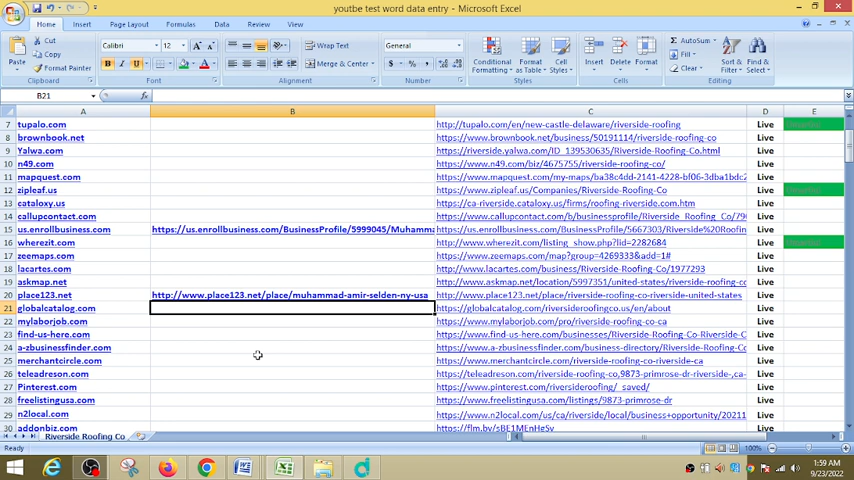 youtbe test word data entry - Microsoft Excel
Home Insert Page Layout Formulas Data Review View
Paste Cut Copy Format Painter Clipboard
Calibri 12 B I U Font
Wrap Text Merge & Center Alignment
General $ % , Number
Conditional Formatting Format as Table Cell Styles Styles
Insert Delete Format Cells
AutoSum Fill Clear Sort & Filter Find & Select Editing
B21 fx
A B C D E
7 tupalo.com http://tupalo.com/en/new-castle-delaware/riverside-roofing Live
8 brownbook.net https://www.brownbook.net/business/50191114/riverside-roofing-co Live
9 Yalwa.com https://riverside.yalwa.com/ID_139530635/Riverside-Roofing-Co.html Live
10 n49.com https://www.n49.com/biz/4675755/riverside-roofing-co/ Live
11 mapquest.com https://www.mapquest.com/my-maps/ba38c4dd-2141-4228-bf06-3dba1bdc Live
12 zipleaf.us https://www.zipleaf.us/Companies/Riverside-Roofing-Co Live
13 cataloxy.us https://ca-riverside.cataloxy.us/firms/roofing-riverside-roofing.com.htm Live
14 callupcontact.com https://www.callupcontact.com/b/businessprofile/Riverside_Roofing_Co/790 Live
15 us.enrollbusiness.com https://us.enrollbusiness.com/BusinessProfile/5999045/Muhamma https://us.enrollbusiness.com/BusinessProfile/5667303/Riverside%20Roofin Live
16 wherezit.com http://www.wherezit.com/listing_show.php?lid=2282684 Live
17 zeemaps.com https://www.zeemaps.com/map?group=4269333&add=1# Live
18 lacartes.com https://www.lacartes.com/business/Riverside-Roofing-Co/1977293 Live
19 askmap.net https://www.askmap.net/location/5997351/united-states/riverside-roofing-co Live
20 place123.net http://www.place123.net/place/muhammad-amir-selden-ny-usa http://www.place123.net/place/riverside-roofing-co-riverside-united-states Live
21 globalcatalog.com https://globalcatalog.com/riversideroofingco.us/en/about Live
22 mylaborjob.com https://www.mylaborjob.com/pro/riverside-roofing-co-ca Live
23 find-us-here.com https://www.find-us-here.com/businesses/Riverside-Roofing-Co-Riverside-C Live
24 a-zbusinessfinder.com https://www.a-zbusinessfinder.com/business-directory/Riverside-Roofing-Co Live
25 merchantcircle.com https://www.merchantcircle.com/riverside-roofing-co-riverside-ca Live
26 teleadreson.com https://teleadreson.com/riverside-roofing-co,9873-primrose-dr-riverside,-ca- Live
27 Pinterest.com https://www.pinterest.com/riversideroofing/_saved/ Live
28 freelistingusa.com https://www.freelistingusa.com/listings/9873-primrose-dr Live
29 n2local.com https://www.n2local.com/us/ca/riverside/local/business+opportunity/20211 Live
30 addonbiz.com https://flm.by/sBE1MEnHgSy Live
Riverside Roofing Co
Ready 100%
1:59 AM
9/23/2022